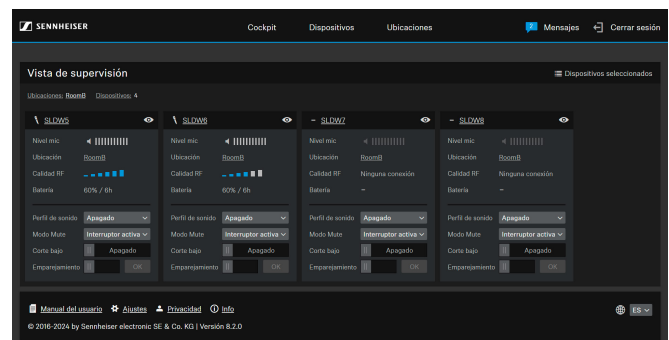 SENNHEISER Cockpit Dispositivos Ubicaciones 2 Mensajes Cerrar sesión
Vista de supervisión Dispositivos seleccionados
Ubicaciones: RoomB Dispositivos: 4
SLDW5 SLDW6 SLDW7 SLDW8
Nivel mic Nivel mic Nivel mic Nivel mic
Ubicación RoomB Ubicación RoomB Ubicación RoomB Ubicación RoomB
Calidad RF Calidad RF Calidad RF Ninguna conexión Calidad RF Ninguna conexión
Batería 60% / 6h Batería 60% / 6h Batería – Batería –
Perfil de sonido Apagado Perfil de sonido Apagado Perfil de sonido Apagado Perfil de sonido Apagado
Modo Mute Interruptor activa Modo Mute Interruptor activa Modo Mute Interruptor activa Modo Mute Interruptor activa
Corte bajo Apagado Corte bajo Apagado Corte bajo Apagado Corte bajo Apagado
Emparejamiento OK Emparejamiento OK Emparejamiento OK Emparejamiento OK
Manual del usuario Ajustes Privacidad Info ES
© 2016-2024 by Sennheiser electronic SE & Co. KG | Versión 8.2.0